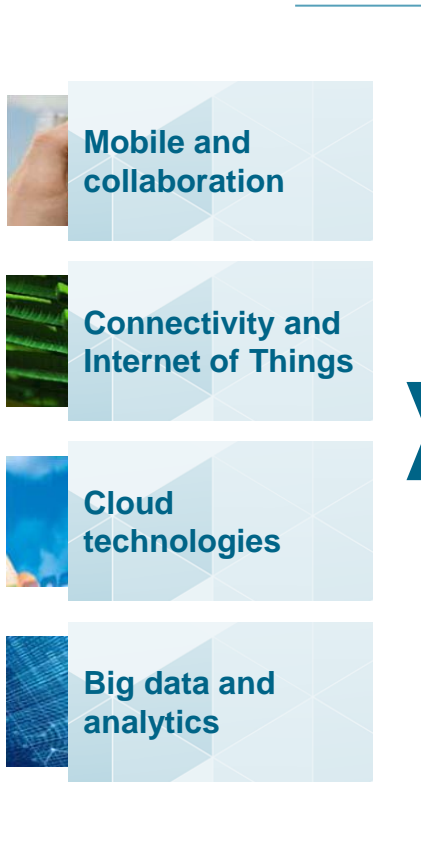 Mobile and
collaboration
Connectivity and
Internet of Things
Cloud
technologies
Big data and
analytics